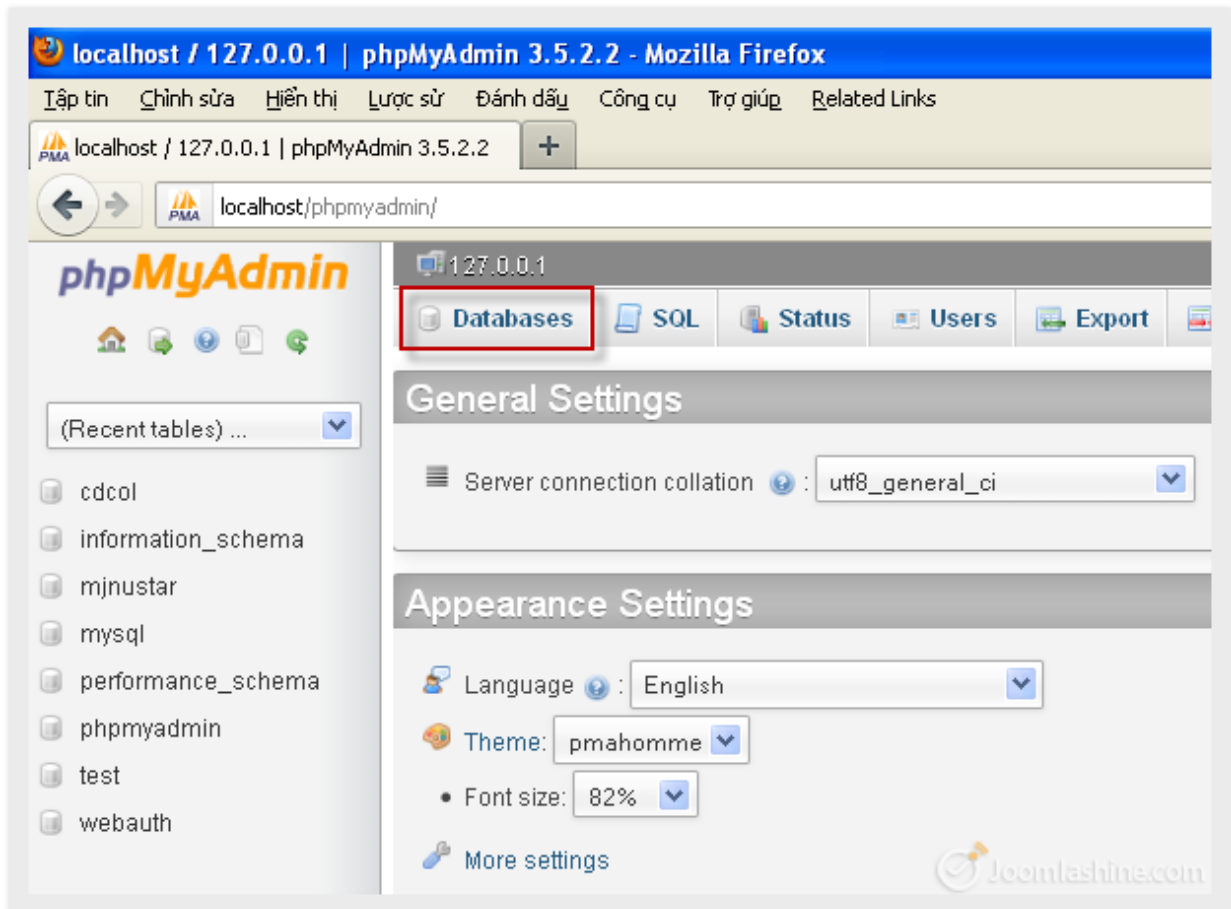 localhost / 127.0.0.1 | phpMyAdmin 3.5.2.2 - Mozilla Firefox
Tập tin Chỉnh sửa Hiển thị Lược sử Đánh dấu Công cụ Trợ giúp Related Links
PMA localhost / 127.0.0.1 | phpMyAdmin 3.5.2.2 +
PMA localhost/phpmyadmin/
phpMyAdmin
(Recent tables) ...
cdcol
information_schema
mjnustar
mysql
performance_schema
phpmyadmin
test
webauth
127.0.0.1
Databases SQL Status Users Export
General Settings
Server connection collation : utf8_general_ci
Appearance Settings
Language : English
Theme: pmahomme
• Font size: 82%
More settings
Joomlashine.com